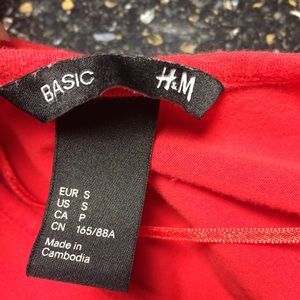 BASIC H&M
EUR S
US S
CA P
CN 165/88A
Made in
Cambodia